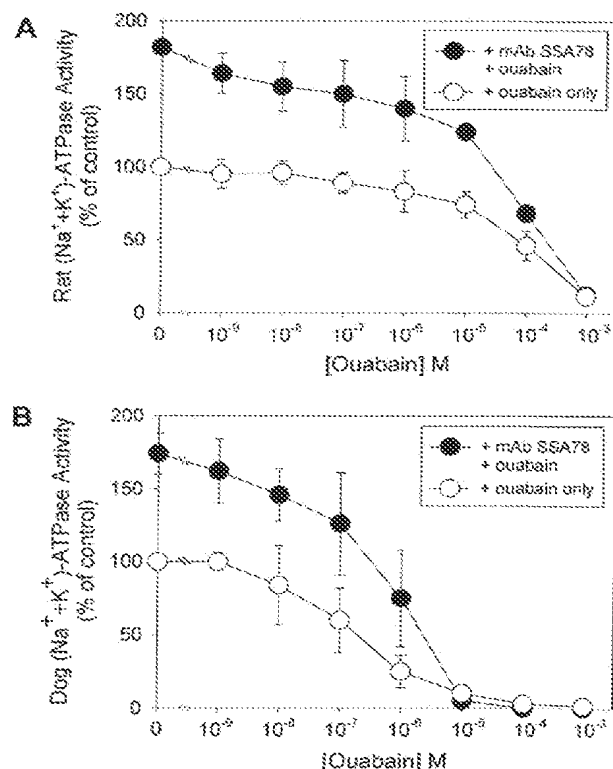 A
200
150
100
50
0
Rat (Na⁺+K⁺)-ATPase Activity
(% of control)
+ mAb SSA78
+ ouabain
+ ouabain only
0 10⁻⁹ 10⁻⁸ 10⁻⁷ 10⁻⁶ 10⁻⁵ 10⁻⁴ 10⁻³
[Ouabain] M
B
200
150
100
50
0
Dog (Na⁺+K⁺)-ATPase Activity
(% of control)
+ mAb SSA78
+ ouabain
+ ouabain only
0 10⁻⁹ 10⁻⁸ 10⁻⁷ 10⁻⁶ 10⁻⁵ 10⁻⁴ 10⁻³
[Ouabain] M